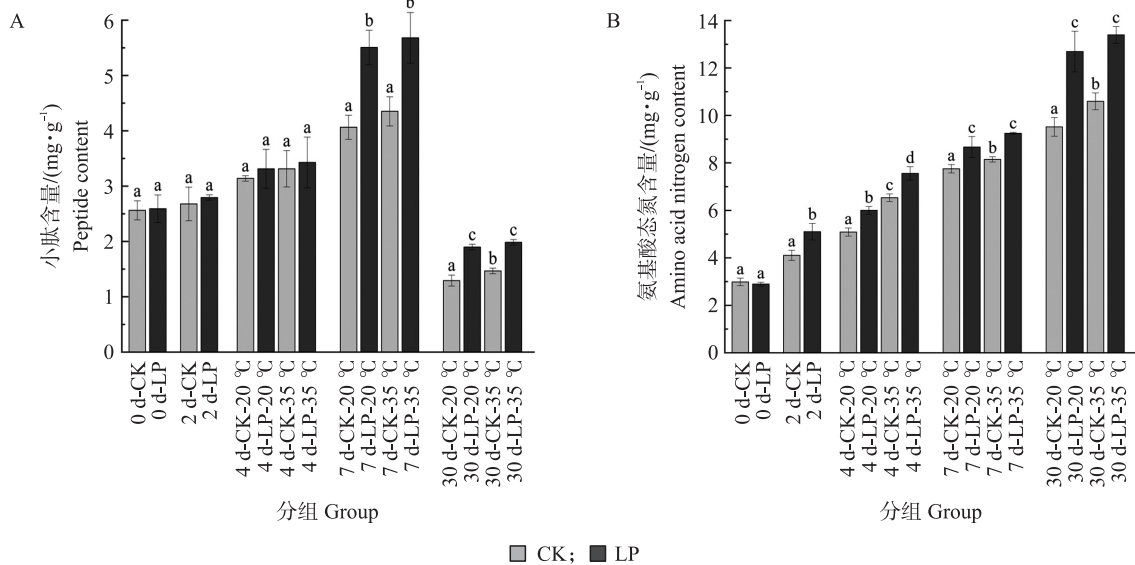 A
小肽含量/(mg·g⁻¹)
Peptide content
6
5
4
3
2
1
0
a
a
a
a
a
a
a
a
a
b
a
b
a
c
b
c
0 d-CK
0 d-LP
2 d-CK
2 d-LP
4 d-CK-20 ℃
4 d-LP-20 ℃
4 d-CK-35 ℃
4 d-LP-35 ℃
7 d-CK-20 ℃
7 d-LP-20 ℃
7 d-CK-35 ℃
7 d-LP-35 ℃
30 d-CK-20 ℃
30 d-LP-20 ℃
30 d-CK-35 ℃
30 d-LP-35 ℃
分组 Group
B
氨基酸态氮含量/(mg·g⁻¹)
Amino acid nitrogen content
14
12
10
8
6
4
2
0
a
a
a
b
a
b
c
d
a
c
b
c
a
c
b
c
0 d-CK
0 d-LP
2 d-CK
2 d-LP
4 d-CK-20 ℃
4 d-LP-20 ℃
4 d-CK-35 ℃
4 d-LP-35 ℃
7 d-CK-20 ℃
7 d-LP-20 ℃
7 d-CK-35 ℃
7 d-LP-35 ℃
30 d-CK-20 ℃
30 d-LP-20 ℃
30 d-CK-35 ℃
30 d-LP-35 ℃
分组 Group
CK； LP